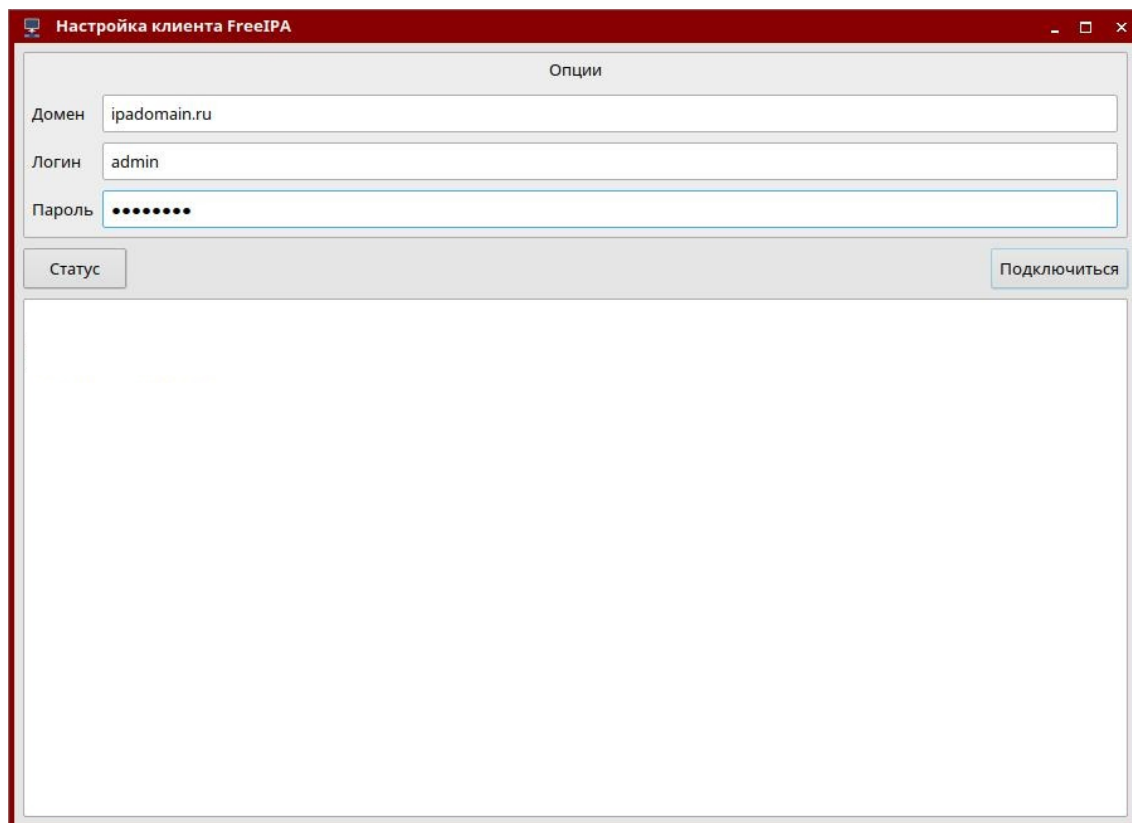 Настройка клиента FreeIPA
Опции
Домен ipadomain.ru
Логин admin
Пароль ••••••••
Статус Подключиться